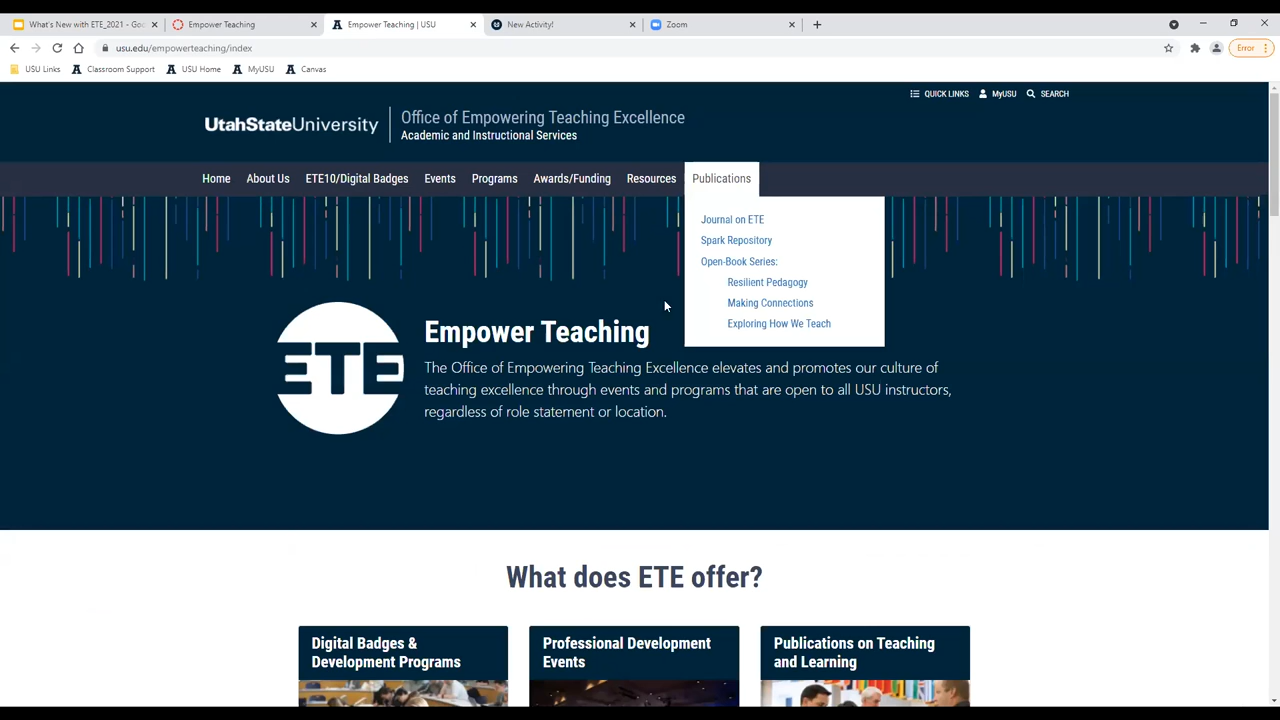 What's New with ETE_2021 - Goo
Empower Teaching
Empower Teaching | USU
New Activity!
Zoom
usu.edu/empowerteaching/index
Error
USU Links
Classroom Support
USU Home
MyUSU
Canvas
QUICK LINKS
MyUSU
SEARCH
UtahStateUniversity
Office of Empowering Teaching Excellence
Academic and Instructional Services
Home
About Us
ETE10/Digital Badges
Events
Programs
Awards/Funding
Resources
Publications
Journal on ETE
Spark Repository
Open-Book Series:
Resilient Pedagogy
Making Connections
Exploring How We Teach
ETE
Empower Teaching
The Office of Empowering Teaching Excellence elevates and promotes our culture of
teaching excellence through events and programs that are open to all USU instructors,
regardless of role statement or location.
What does ETE offer?
Digital Badges &
Development Programs
Professional Development
Events
Publications on Teaching
and Learning